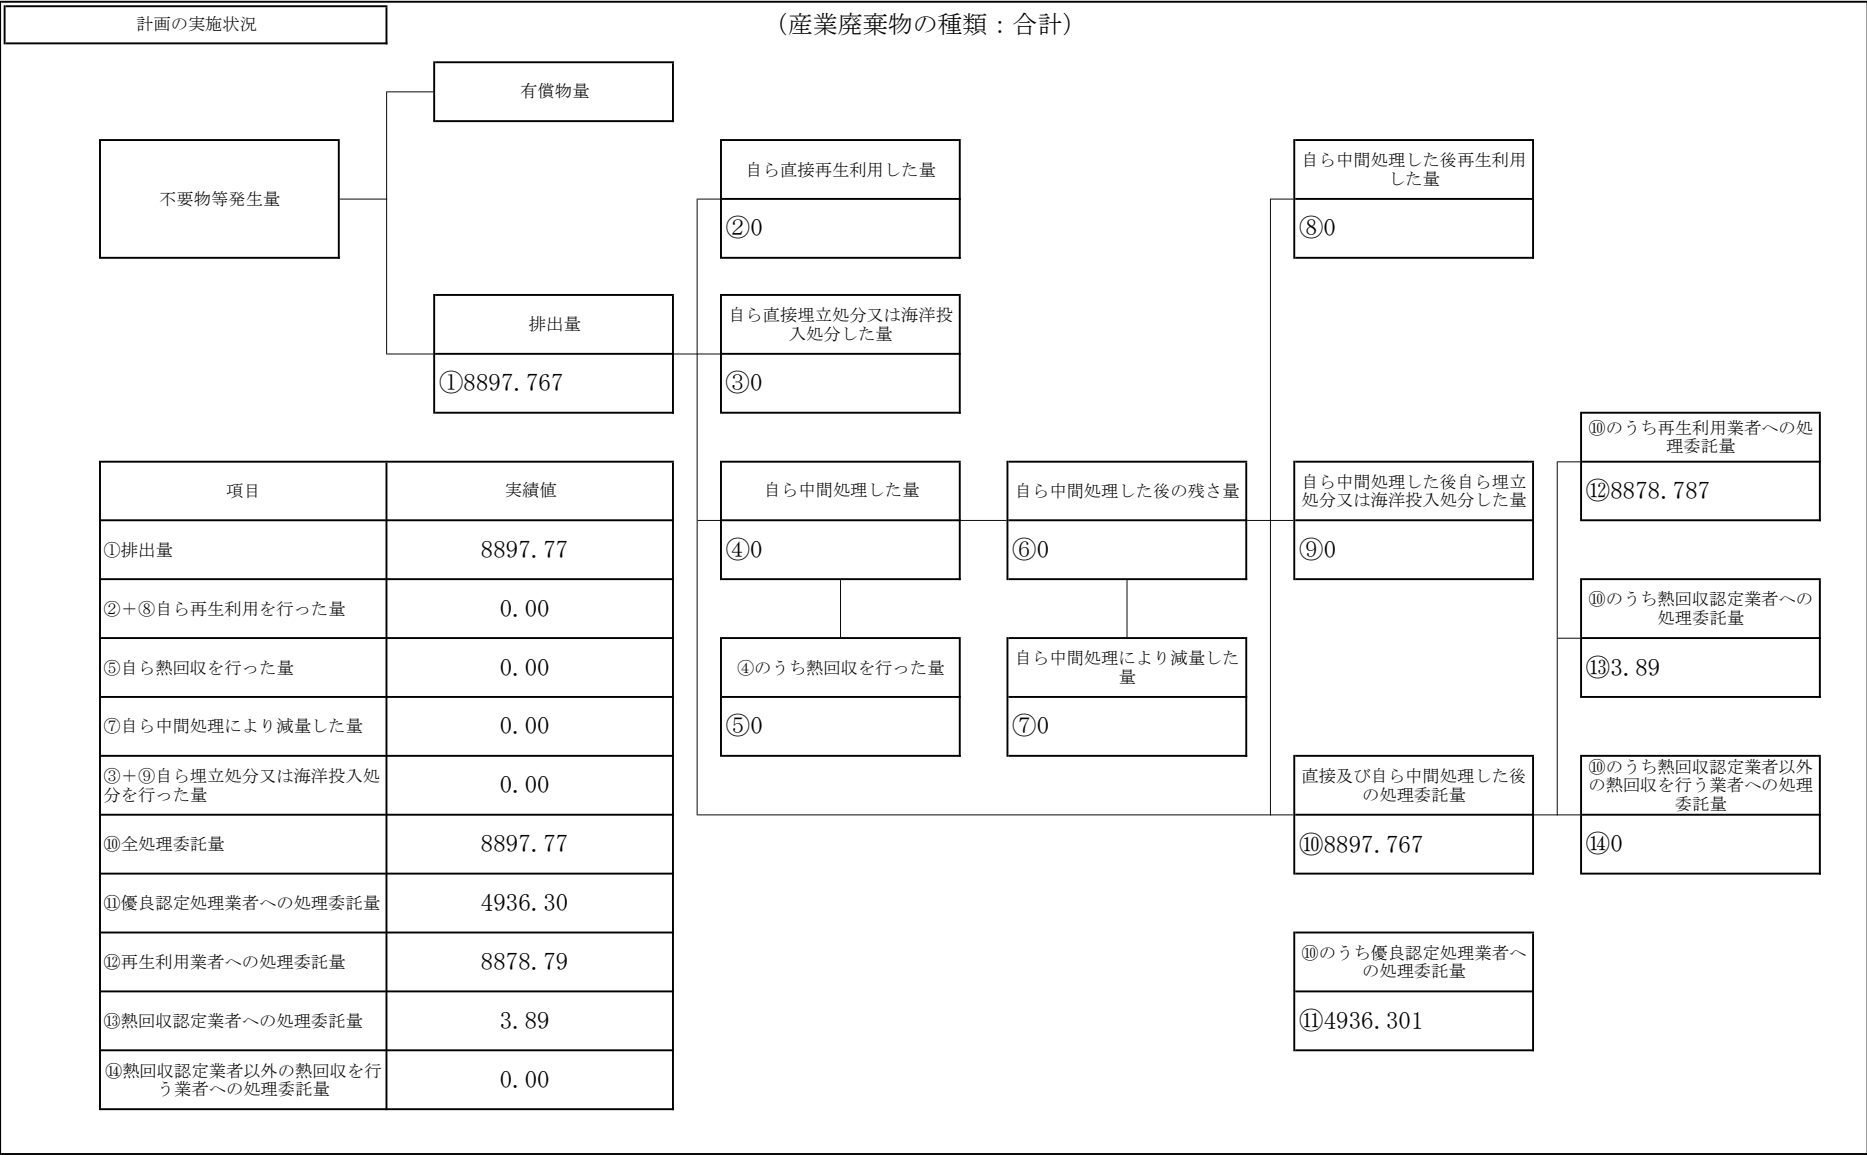 計画の実施状況
(産業廃棄物の種類：合計)
有償物量
不要物等発生量
自ら直接再生利用した量
②0
自ら中間処理した後再生利用
した量
⑧0
排出量
①8897.767
自ら直接埋立処分又は海洋投
入処分した量
③0
⑩のうち再生利用業者への処
理委託量
⑫8878.787
自ら中間処理した量
④0
自ら中間処理した後の残さ量
⑥0
自ら中間処理した後自ら埋立
処分又は海洋投入処分した量
⑨0
⑩のうち熱回収認定業者への
処理委託量
⑬3.89
④のうち熱回収を行った量
⑤0
自ら中間処理により減量した
量
⑦0
直接及び自ら中間処理した後
の処理委託量
⑩8897.767
⑩のうち熱回収認定業者以外
の熱回収を行う業者への処理
委託量
⑭0
⑩のうち優良認定処理業者へ
の処理委託量
⑪4936.301
項目 実績値
①排出量 8897.77
②＋⑧自ら再生利用を行った量 0.00
⑤自ら熱回収を行った量 0.00
⑦自ら中間処理により減量した量 0.00
③＋⑨自ら埋立処分又は海洋投入処
分を行った量 0.00
⑩全処理委託量 8897.77
⑪優良認定処理業者への処理委託量 4936.30
⑫再生利用業者への処理委託量 8878.79
⑬熱回収認定業者への処理委託量 3.89
⑭熱回収認定業者以外の熱回収を行
う業者への処理委託量 0.00